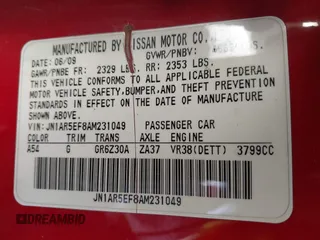 MANUFACTURED BY NISSAN MOTOR CO.
DATE: 06/09 GVWR/PNBV: LBS.
GAWR/PNBE FR: 2329 LBS. RR: 2353 LBS.
THIS VEHICLE CONFORMS TO ALL APPLICABLE FEDERAL
MOTOR VEHICLE SAFETY, BUMPER, AND THEFT PREVENTION
STANDARDS IN EFFECT ON THE DATE OF MANUFACTURE
SHOWN ABOVE.
VIN: JN1AR5EF8AM231049 PASSENGER CAR
COLOR TRIM TRANS AXLE ENGINE
A54 G GR6Z30A ZA37 VR38(DETT) 3799CC
JN1AR5EF8AM231049
DREAMBID